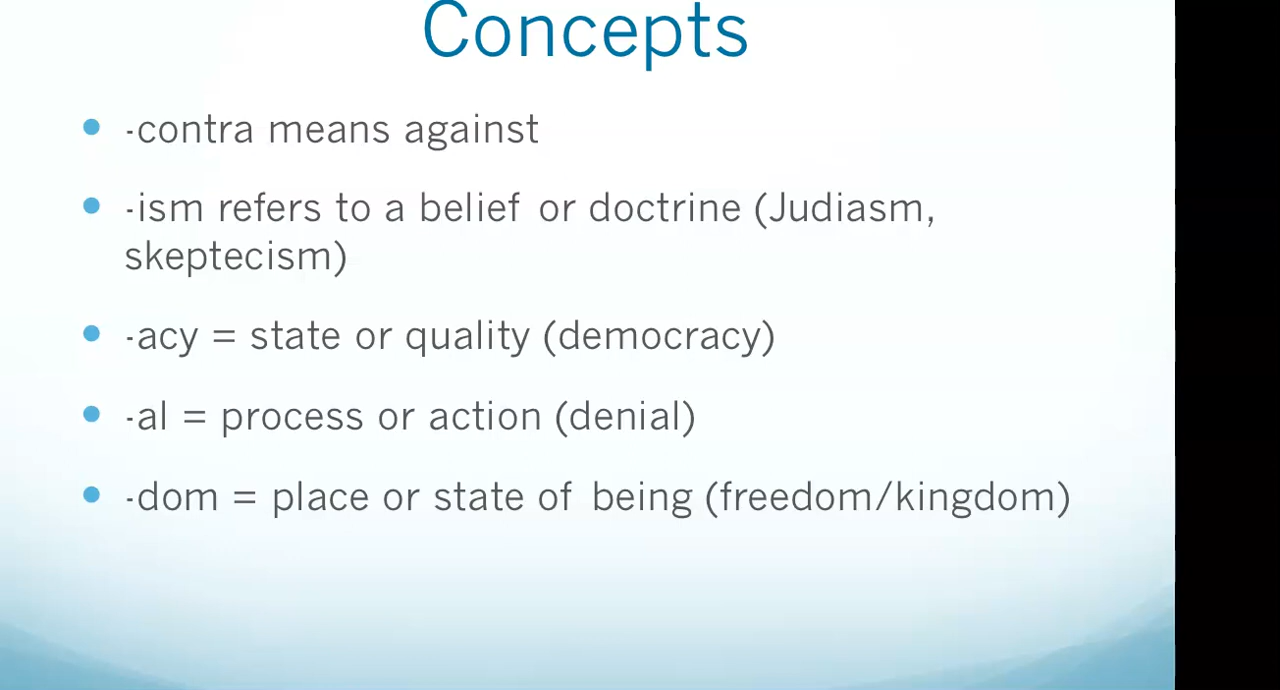 Concepts
• -contra means against
• -ism refers to a belief or doctrine (Judiasm,
skeptecism)
• -acy = state or quality (democracy)
• -al = process or action (denial)
• -dom = place or state of being (freedom/kingdom)